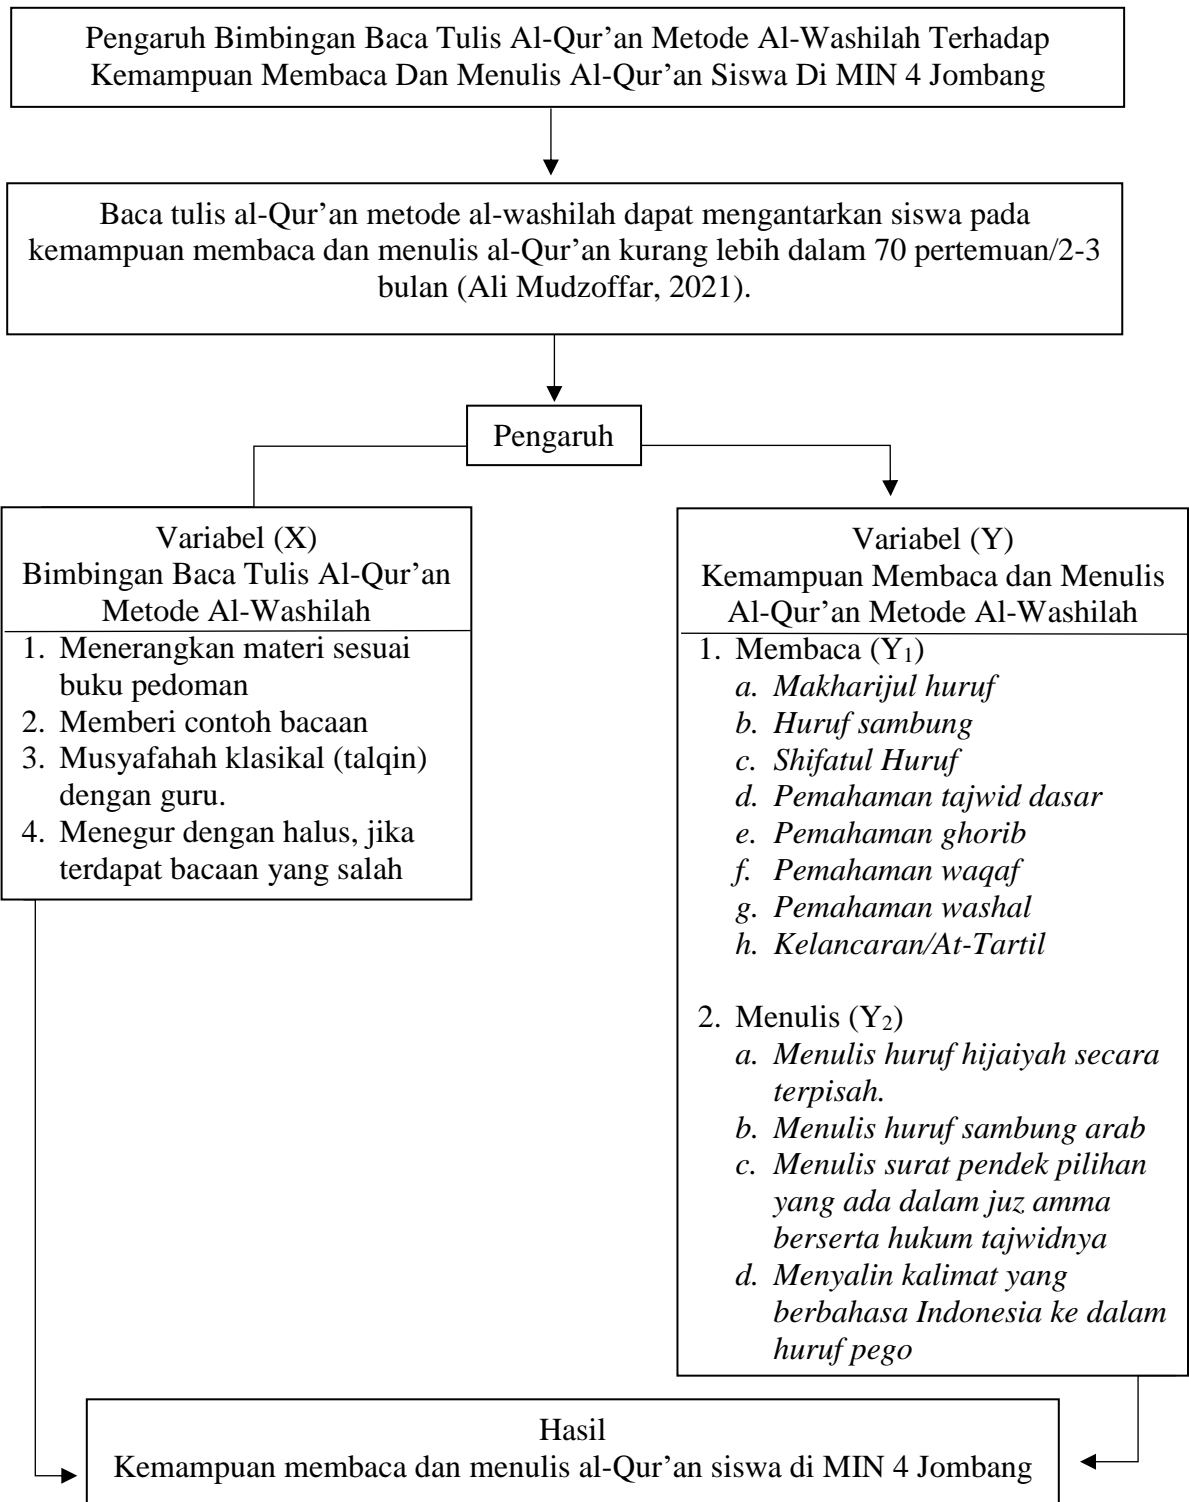 Pengaruh Bimbingan Baca Tulis Al-Qur’an Metode Al-Washilah Terhadap
Kemampuan Membaca Dan Menulis Al-Qur’an Siswa Di MIN 4 Jombang
Baca tulis al-Qur’an metode al-washilah dapat mengantarkan siswa pada
kemampuan membaca dan menulis al-Qur’an kurang lebih dalam 70 pertemuan/2-3
bulan (Ali Mudzoffar, 2021).
Pengaruh
Variabel (X)
Bimbingan Baca Tulis Al-Qur’an
Metode Al-Washilah
1. Menerangkan materi sesuai
buku pedoman
2. Memberi contoh bacaan
3. Musyafahah klasikal (talqin)
dengan guru.
4. Menegur dengan halus, jika
terdapat bacaan yang salah
Variabel (Y)
Kemampuan Membaca dan Menulis
Al-Qur’an Metode Al-Washilah
1. Membaca (Y₁)
a. Makharijul huruf
b. Huruf sambung
c. Shifatul Huruf
d. Pemahaman tajwid dasar
e. Pemahaman ghorib
f. Pemahaman waqaf
g. Pemahaman washal
h. Kelancaran/At-Tartil
2. Menulis (Y₂)
a. Menulis huruf hijaiyah secara
terpisah.
b. Menulis huruf sambung arab
c. Menulis surat pendek pilihan
yang ada dalam juz amma
berserta hukum tajwidnya
d. Menyalin kalimat yang
berbahasa Indonesia ke dalam
huruf pego
Hasil
Kemampuan membaca dan menulis al-Qur’an siswa di MIN 4 Jombang